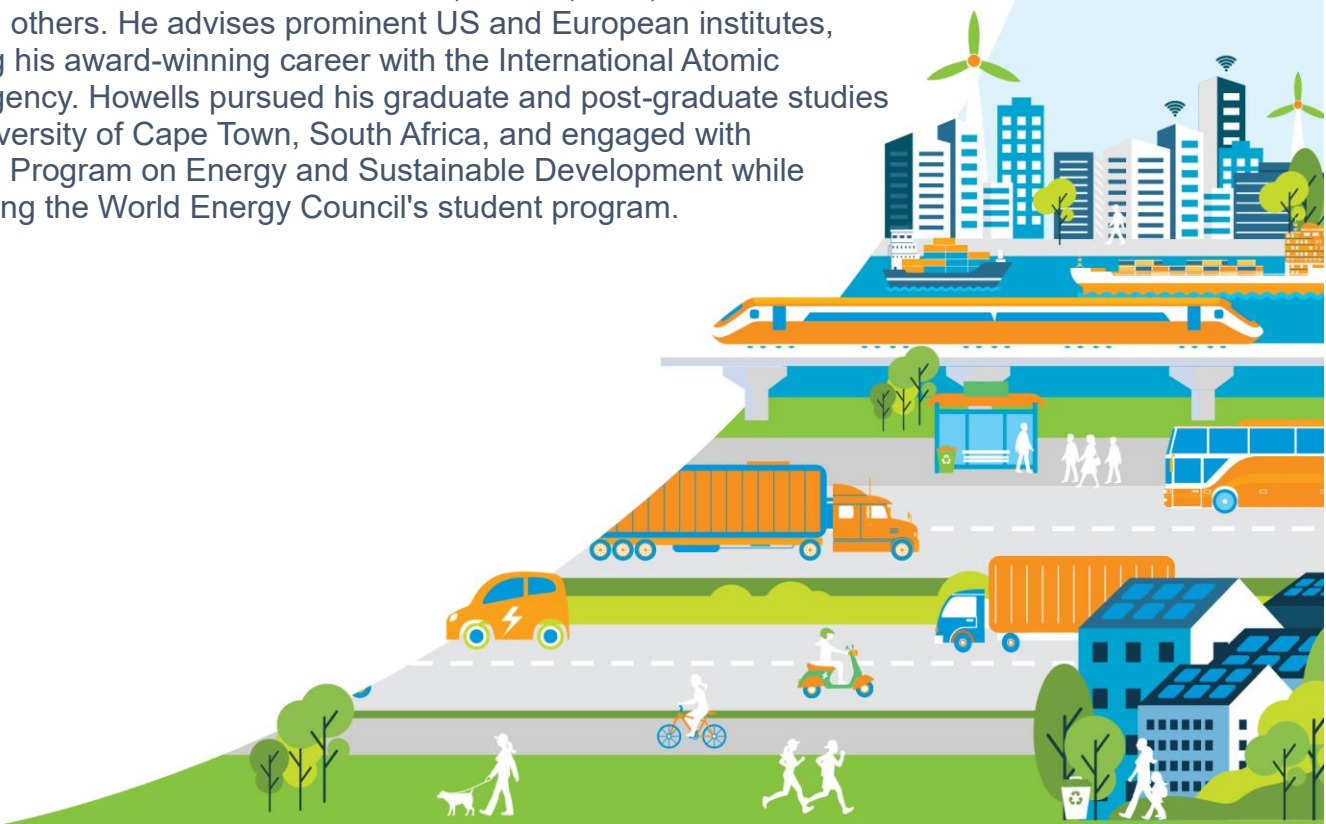 others. He advises prominent US and European institutes,
g his award-winning career with the International Atomic
gency. Howells pursued his graduate and post-graduate studies
iversity of Cape Town, South Africa, and engaged with
Program on Energy and Sustainable Development while
ng the World Energy Council's student program.